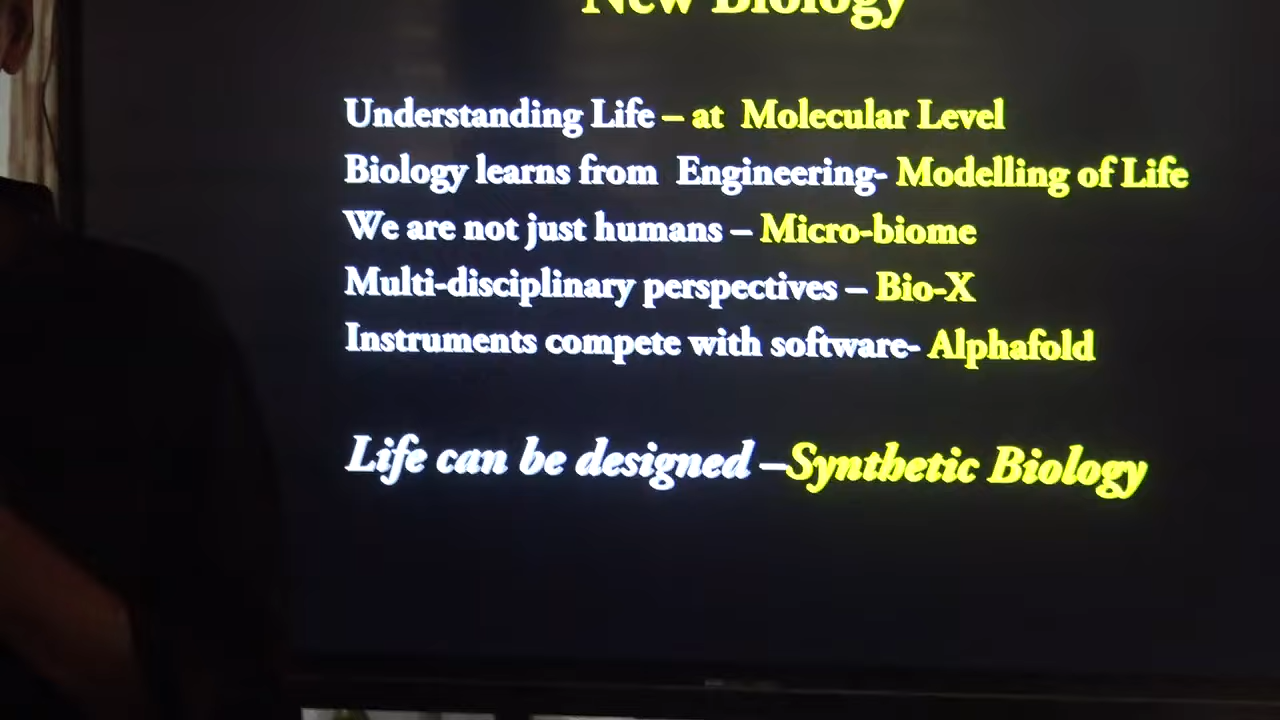 New Biology
Understanding Life – at Molecular Level
Biology learns from Engineering- Modelling of Life
We are not just humans – Micro-biome
Multi-disciplinary perspectives – Bio-X
Instruments compete with software- Alphafold
Life can be designed –Synthetic Biology